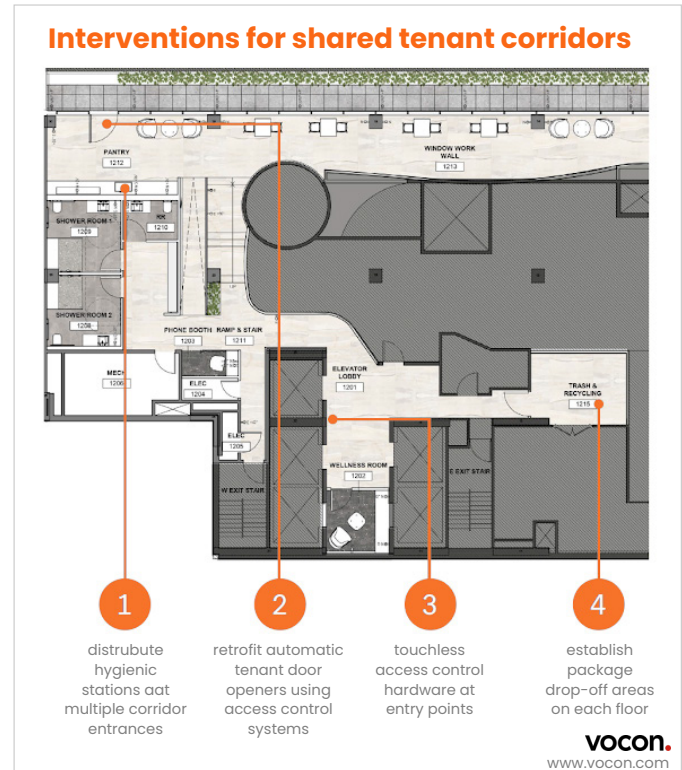 Interventions for shared tenant corridors
PANTRY
1212
WINDOW WORK
WALL
1213
SHOWER ROOM 1
1209
RR
1210
SHOWER ROOM 2
1208
PHONE BOOTH
1203
RAMP & STAIR
1211
MECH
1206
ELEC
1204
ELEC
1205
ELEVATOR
LOBBY
1201
TRASH &
RECYCLING
1215
WELLNESS ROOM
1202
W EXIT STAIR
E EXIT STAIR
1
distrubute
hygienic
stations aat
multiple corridor
entrances
2
retrofit automatic
tenant door
openers using
access control
systems
3
touchless
access control
hardware at
entry points
4
establish
package
drop-off areas
on each floor
vocon.
www.vocon.com